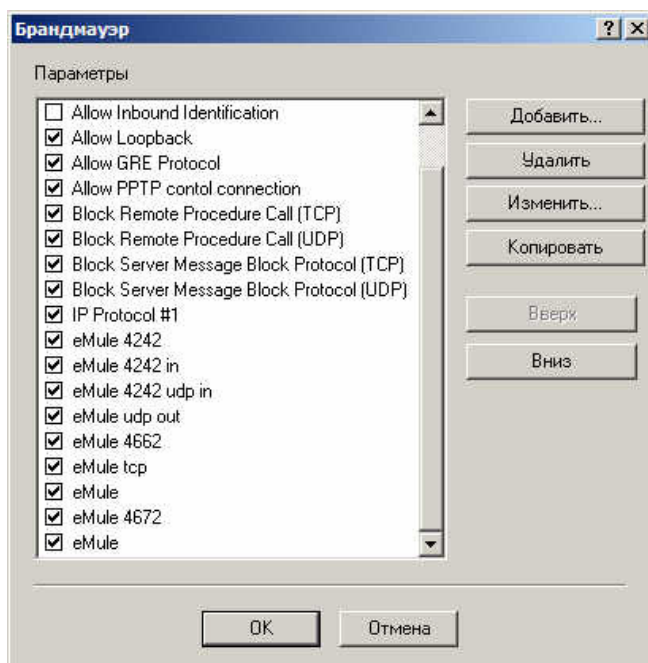 Брандмауэр
Параметры
Allow Inbound Identification
Allow Loopback
Allow GRE Protocol
Allow PPTP contol connection
Block Remote Procedure Call (TCP)
Block Remote Procedure Call (UDP)
Block Server Message Block Protocol (TCP)
Block Server Message Block Protocol (UDP)
IP Protocol #1
eMule 4242
eMule 4242 in
eMule 4242 udp in
eMule udp out
eMule 4662
eMule tcp
eMule
eMule 4672
eMule
Добавить...
Удалить
Изменить...
Копировать
Вверх
Вниз
OK
Отмена